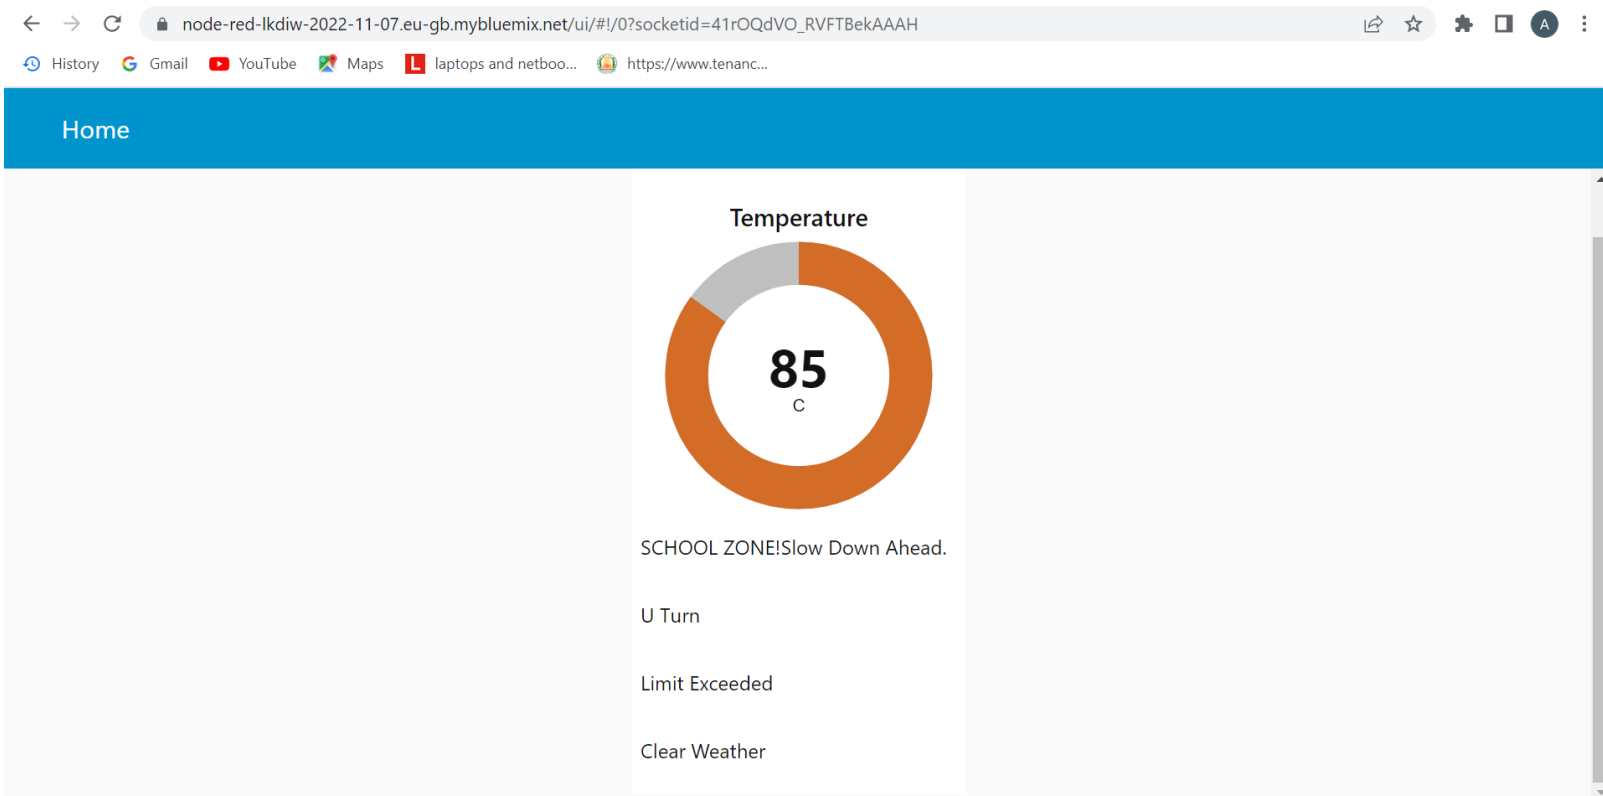 node-red-lkdiw-2022-11-07.eu-gb.mybluemix.net/ui/#!/0?socketid=41rOQdVO_RVFTBekAAAH
A
History Gmail YouTube Maps L laptops and netboo... https://www.tenanc...
Home
Temperature
85
C
SCHOOL ZONE!Slow Down Ahead.
U Turn
Limit Exceeded
Clear Weather